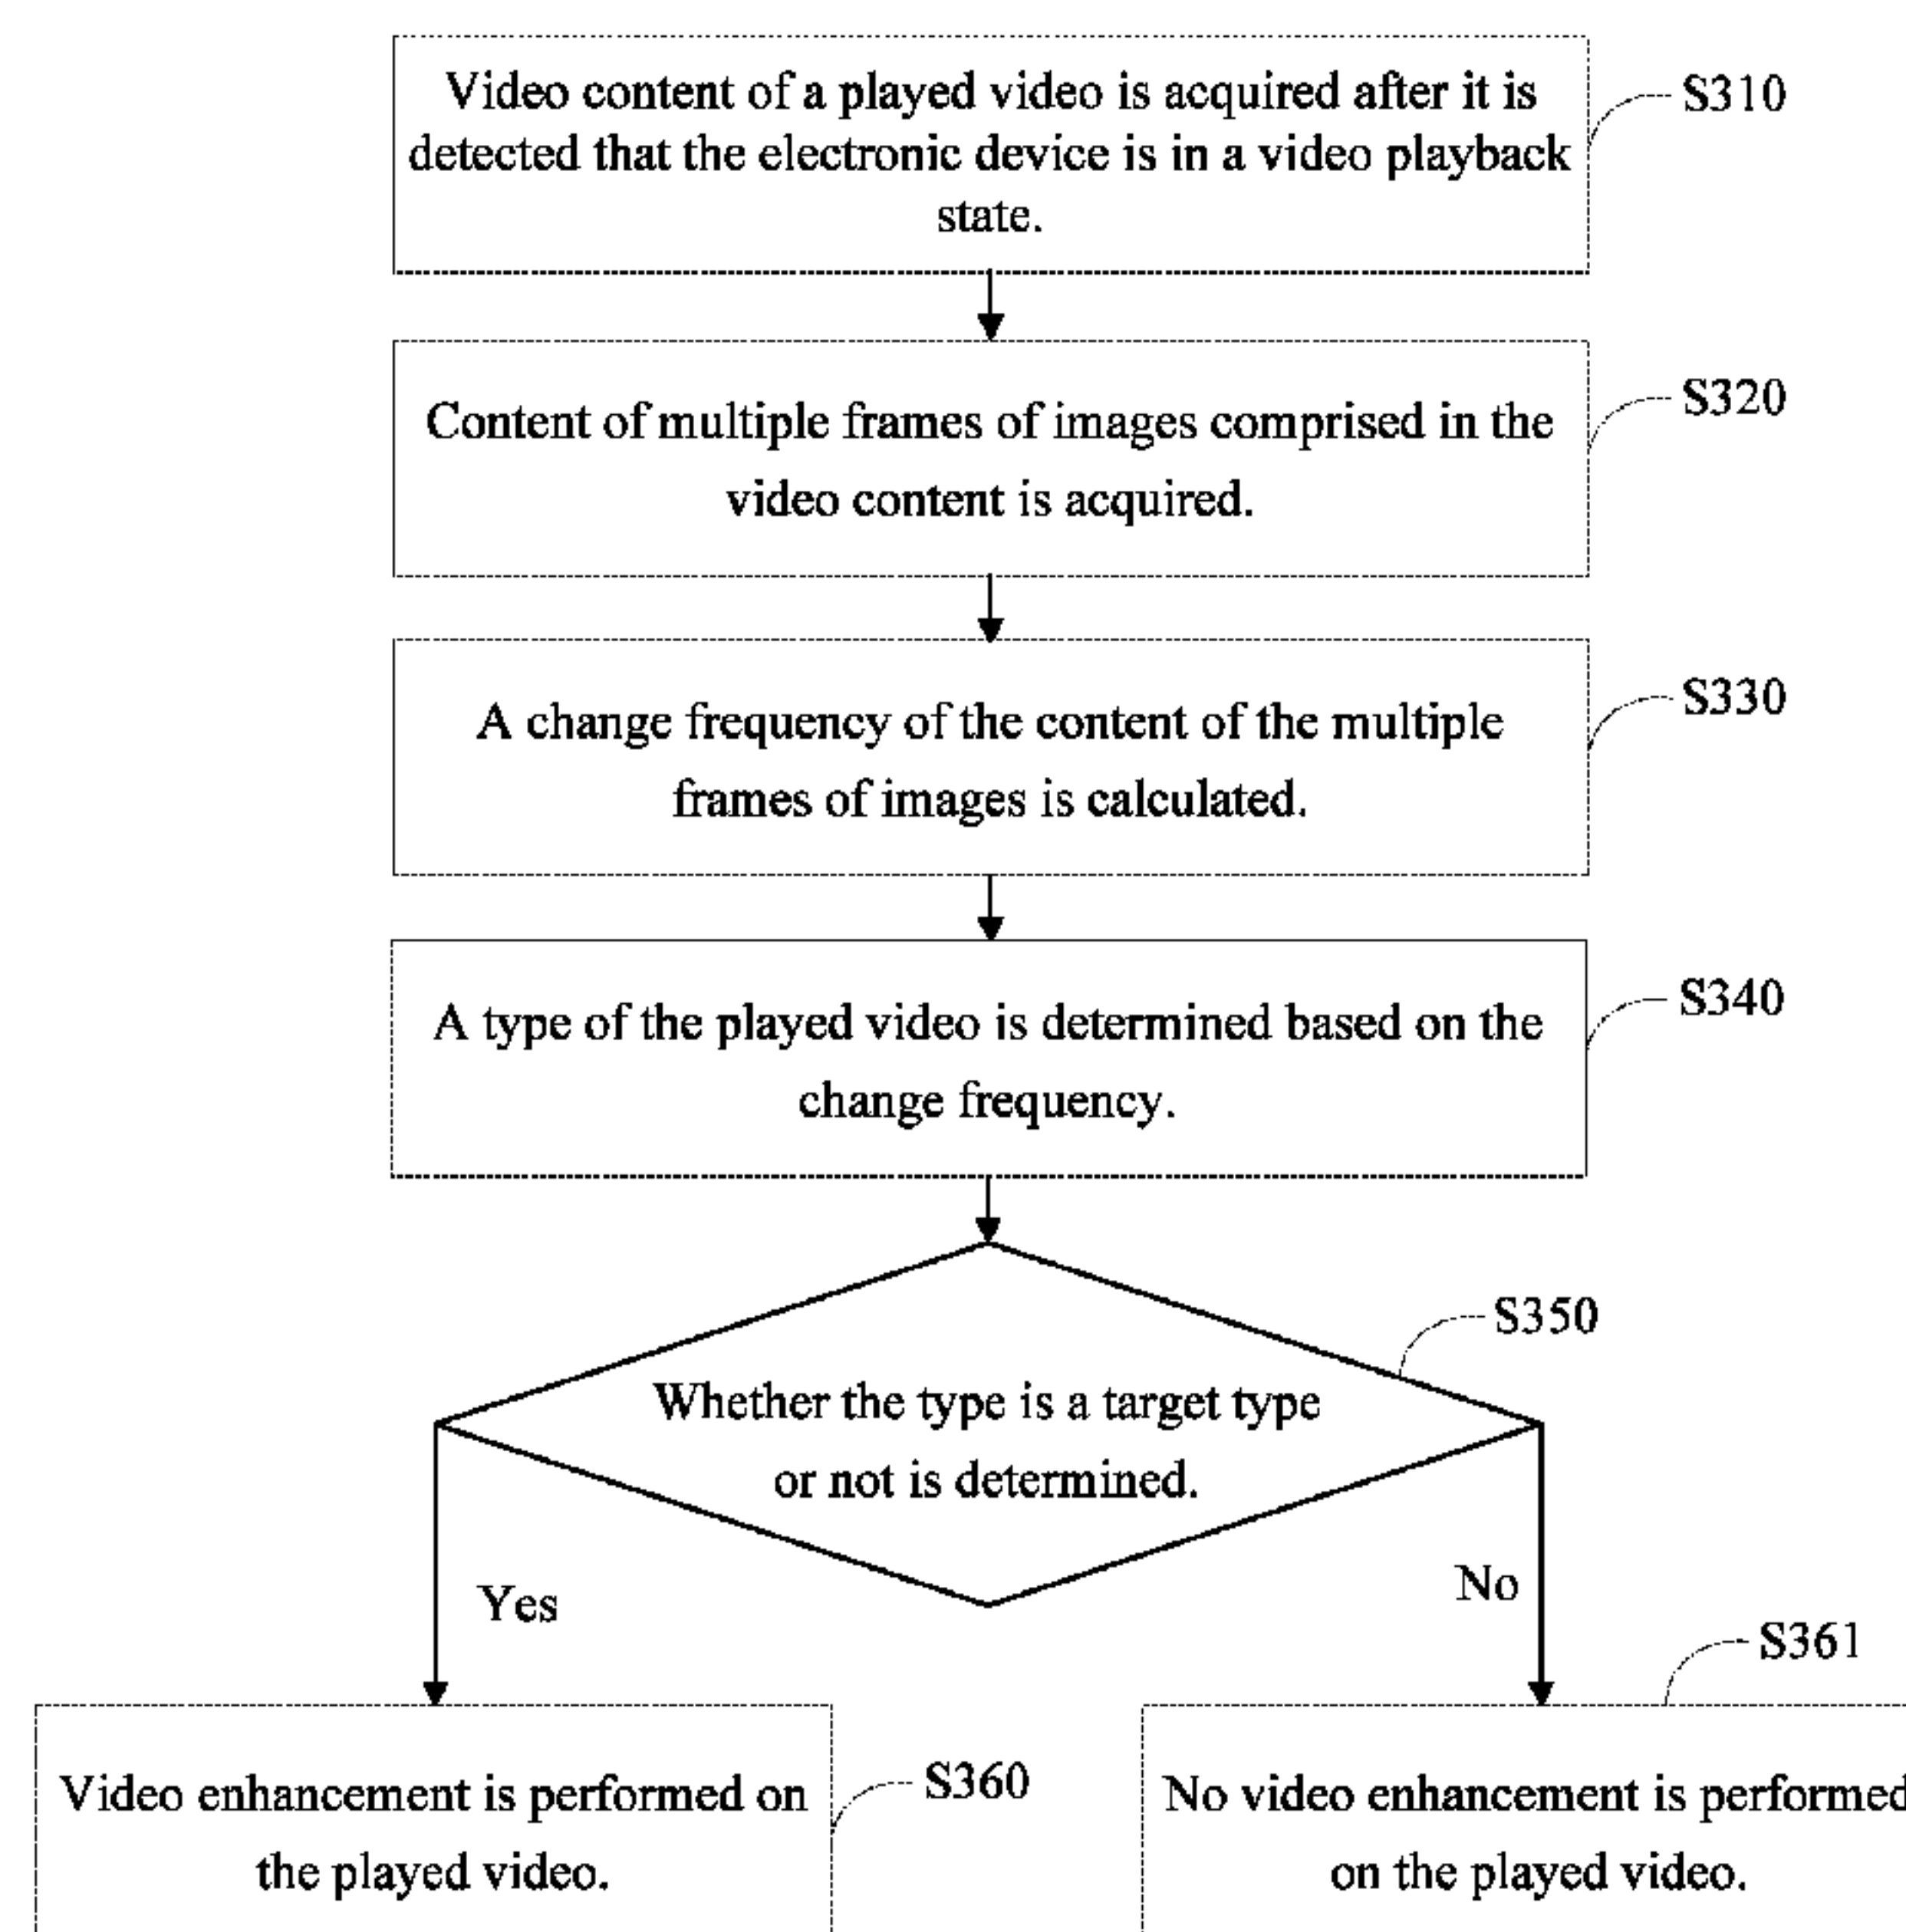 Video content of a played video is acquired after it is
detected that the electronic device is in a video playback
state.
S310
Content of multiple frames of images comprised in the
video content is acquired.
S320
A change frequency of the content of the multiple
frames of images is calculated.
S330
A type of the played video is determined based on the
change frequency.
S340
Whether the type is a target type
or not is determined.
S350
Yes
No
Video enhancement is performed on
the played video.
S360
No video enhancement is performed
on the played video.
S361